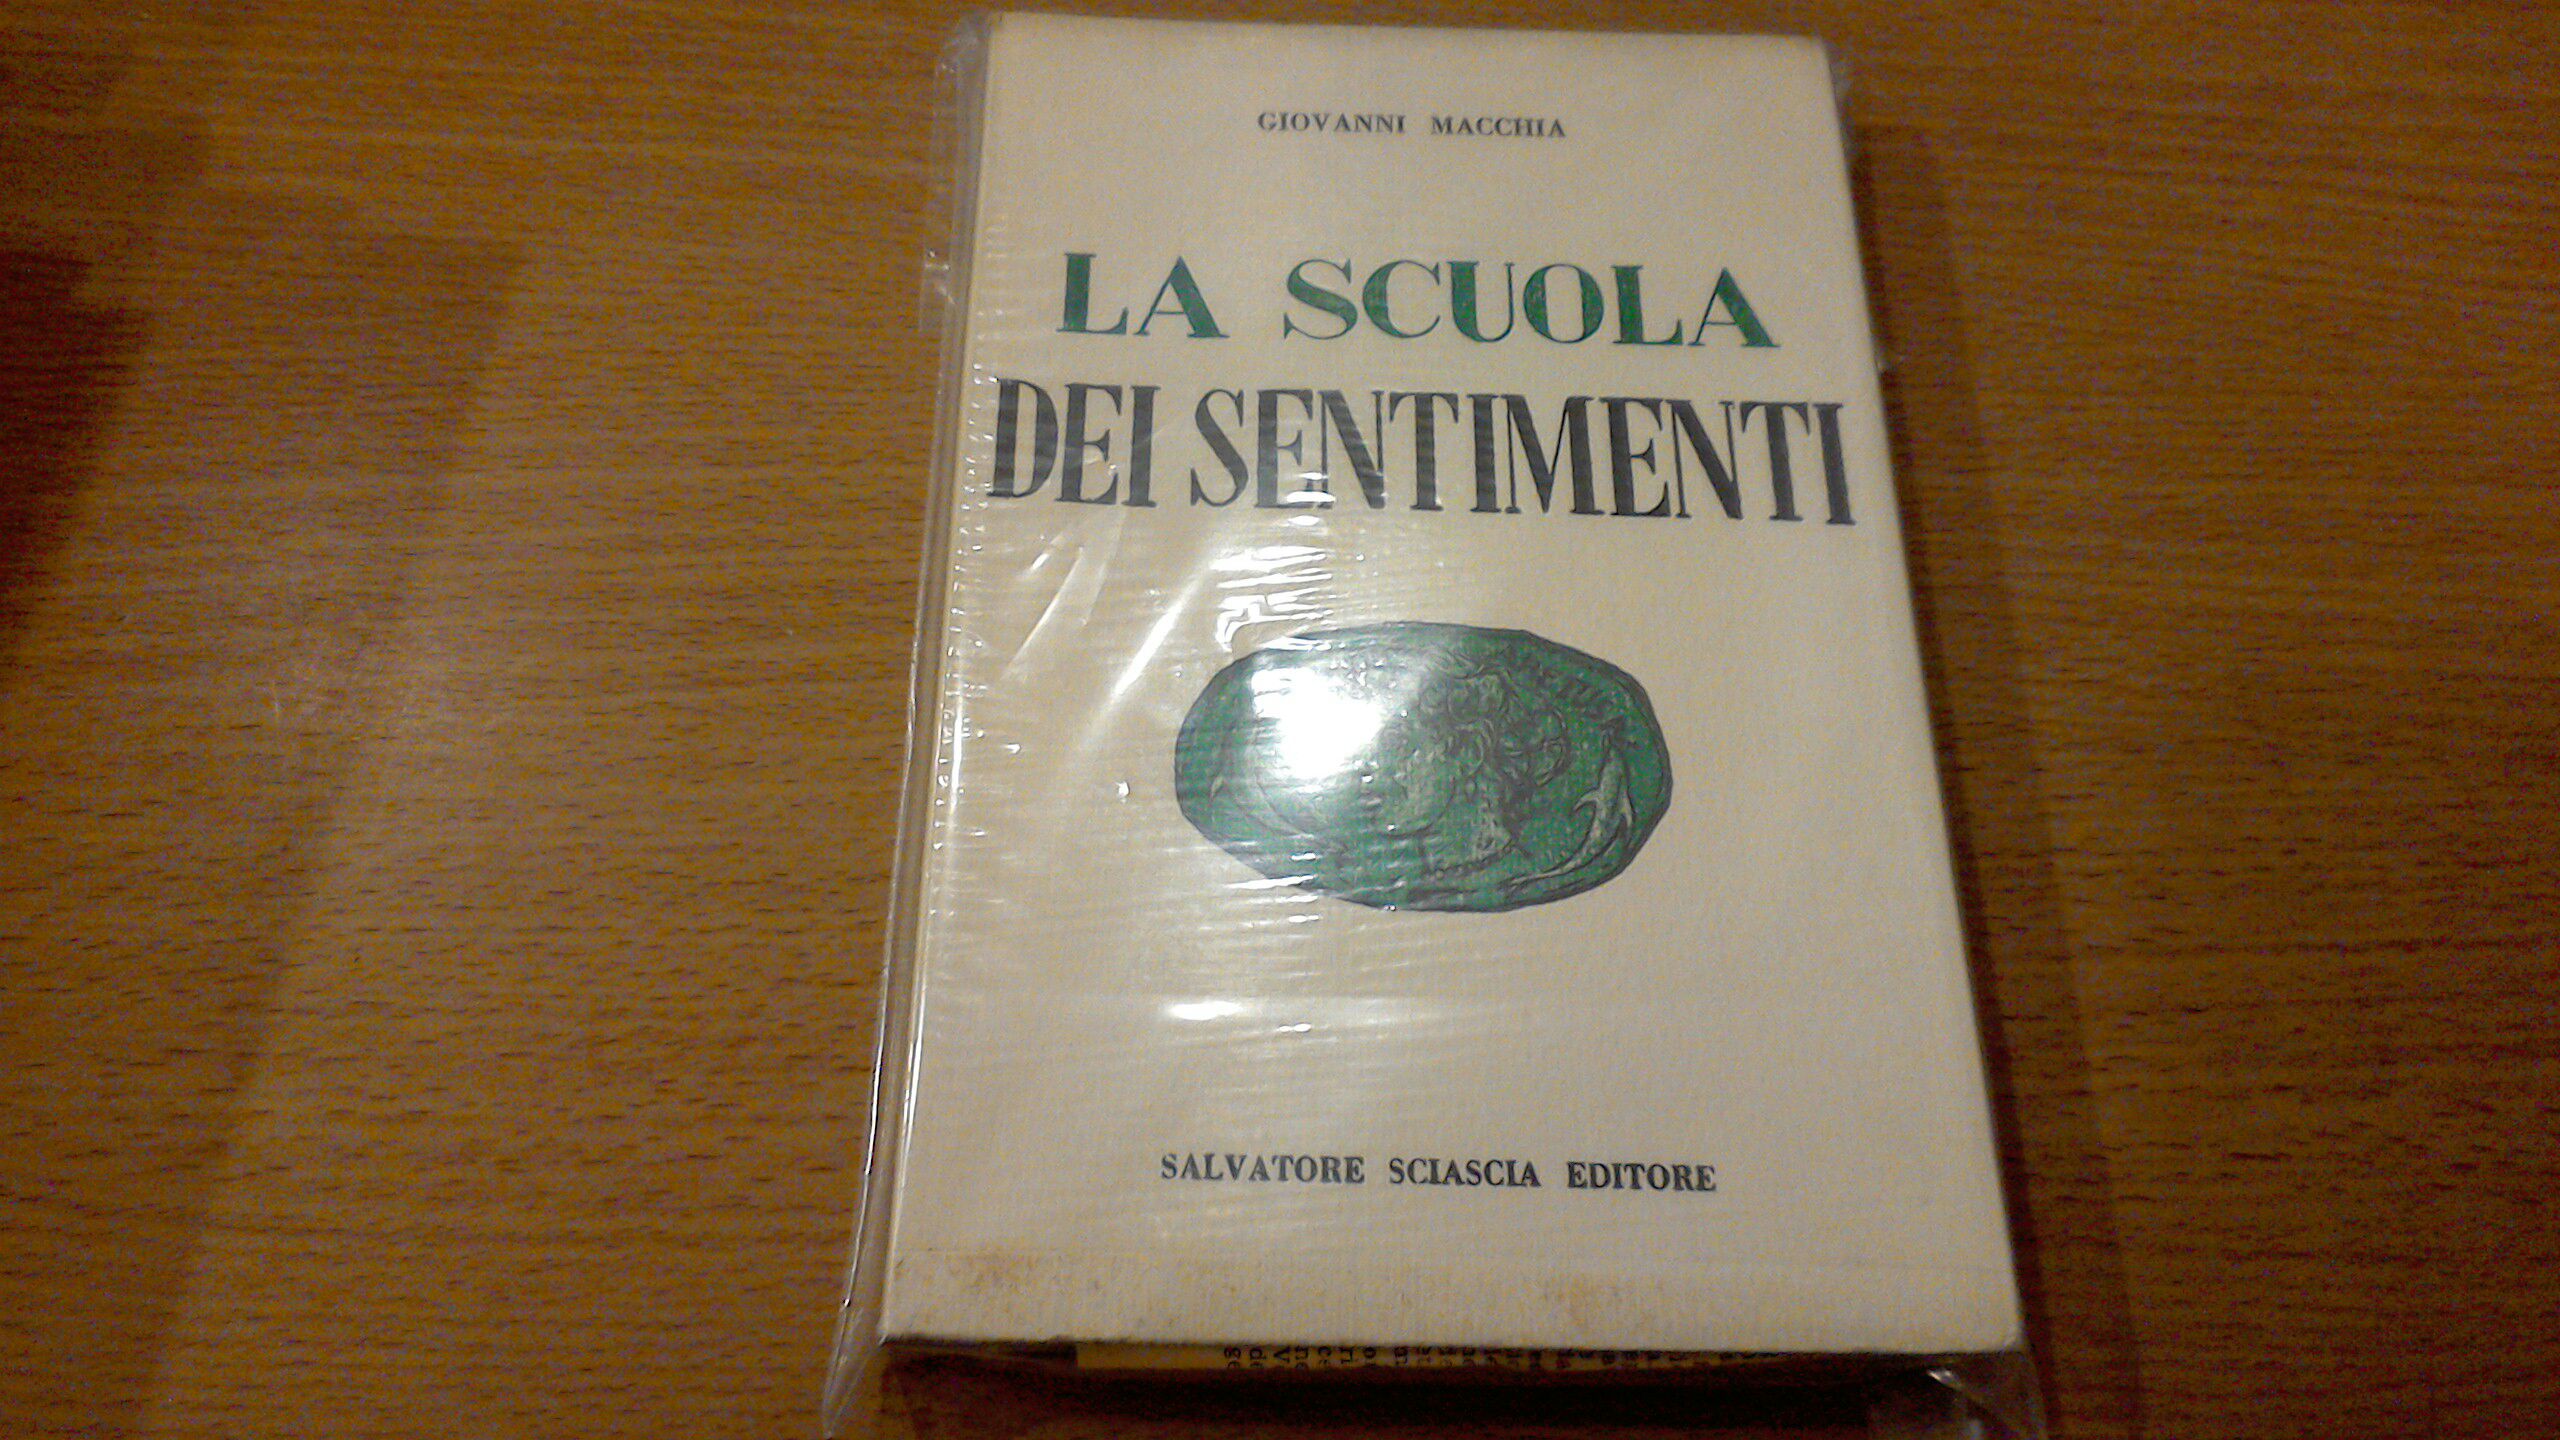 GIOVANNI MACCHIA
LA SCUOLA
DEI SENTIMENTI
SALVATORE SCIASCIA EDITORE